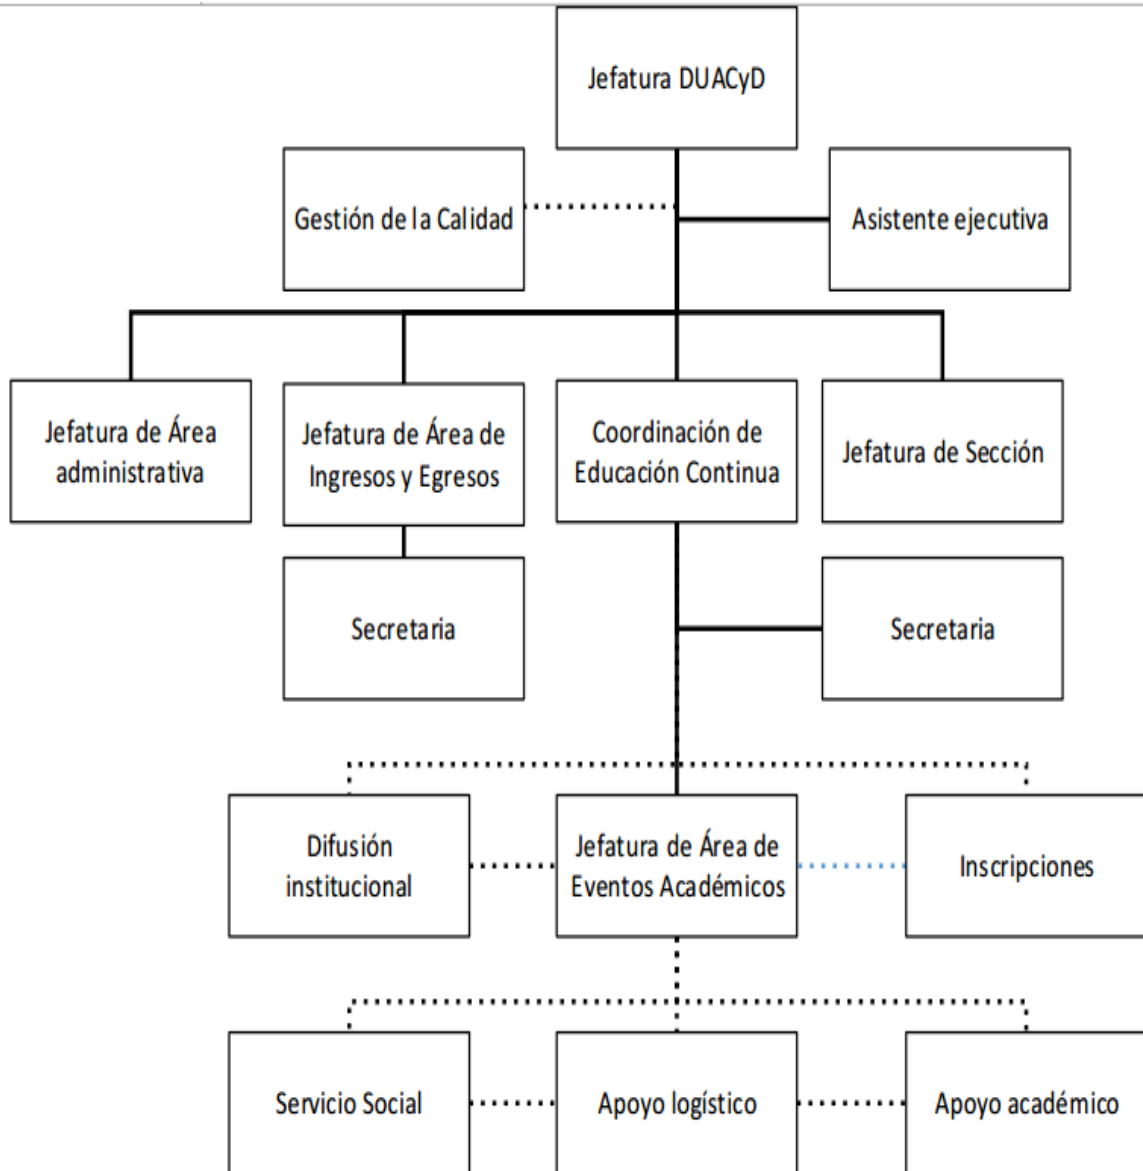 Jefatura DUACyD
Gestión de la Calidad
Asistente ejecutiva
Jefatura de Área
administrativa
Jefatura de Área de
Ingresos y Egresos
Coordinación de
Educación Continua
Jefatura de Sección
Secretaria
Secretaria
Difusión
institucional
Jefatura de Área de
Eventos Académicos
Inscripciones
Servicio Social
Apoyo logístico
Apoyo académico